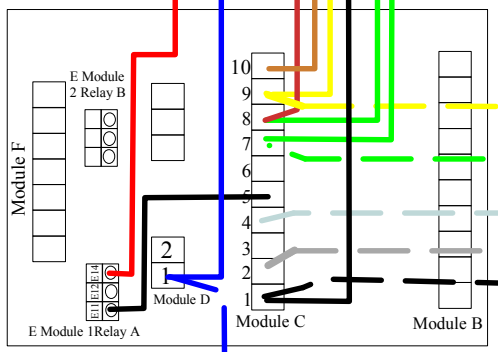 E Module
2 Relay B
Module F
10
9
8
7
6
5
4
3
2
1
2
1
Module D
E14
E12
E11
E Module 1Relay A
Module C
Module B